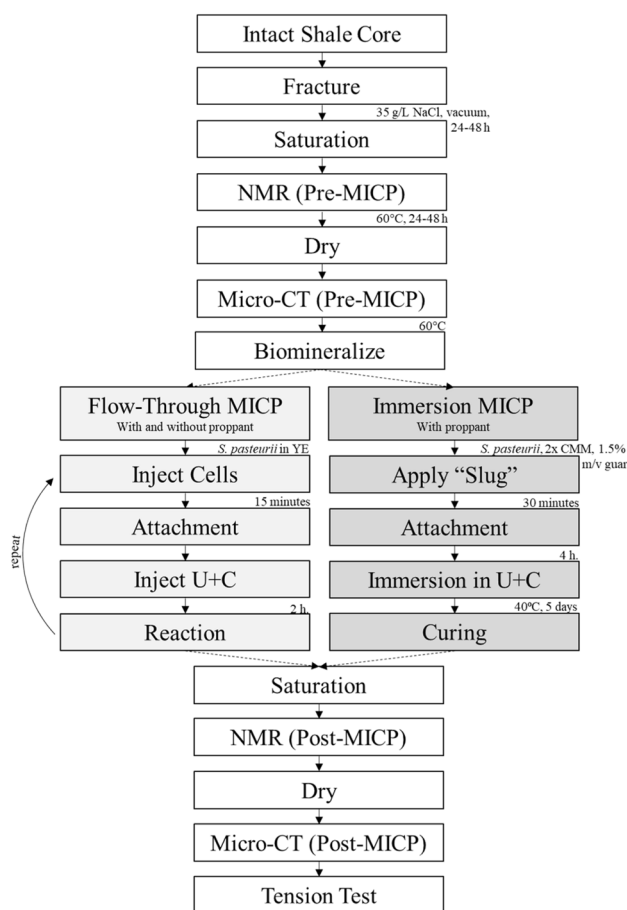 Intact Shale Core
Fracture
35 g/L NaCl, vacuum,
24-48 h
Saturation
NMR (Pre-MICP)
60°C, 24-48 h
Dry
Micro-CT (Pre-MICP)
60°C
Biomineralize
Flow-Through MICP
With and without proppant
S. pasteurii in YE
Inject Cells
15 minutes
Attachment
Inject U+C
2 h.
Reaction
repeat
Immersion MICP
With proppant
S. pasteurii, 2x CMM, 1.5%
m/v guar
Apply “Slug”
30 minutes
Attachment
4 h.
Immersion in U+C
40°C, 5 days
Curing
Saturation
NMR (Post-MICP)
Dry
Micro-CT (Post-MICP)
Tension Test